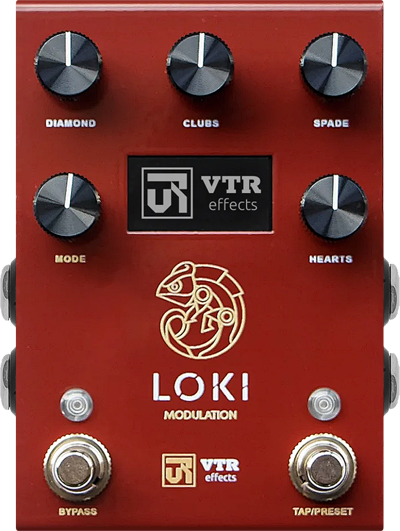 DIAMOND
CLUBS
SPADE
VTR
effects
MODE
HEARTS
LOKI
MODULATION
VTR
effects
BYPASS
TAP/PRESET